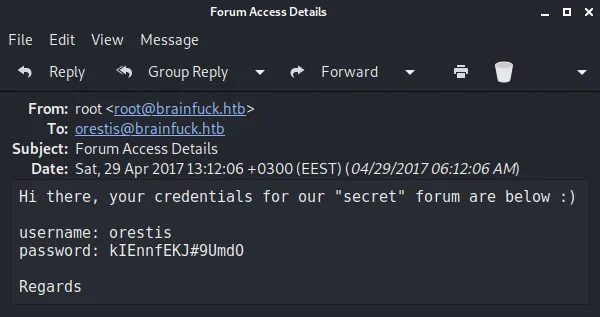 Forum Access Details
File Edit View Message
Reply Group Reply Forward
From: root <root@brainfuck.htb>
To: orestis@brainfuck.htb
Subject: Forum Access Details
Date: Sat, 29 Apr 2017 13:12:06 +0300 (EEST) (04/29/2017 06:12:06 AM)
Hi there, your credentials for our "secret" forum are below :)
username: orestis
password: kIEnnfEKJ#9UmdO
Regards